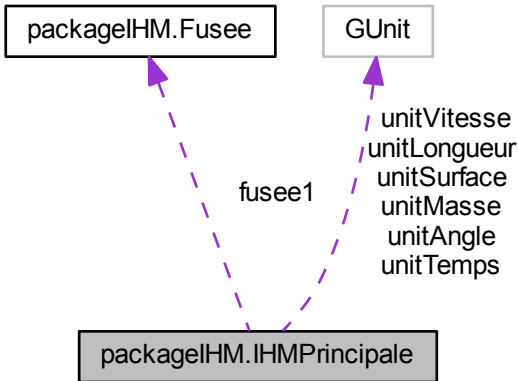 packageIHM.Fusee
GUnit
unitVitesse
unitLongueur
unitSurface
unitMasse
unitAngle
unitTemps
fusee1
packageIHM.IHMPrincipale